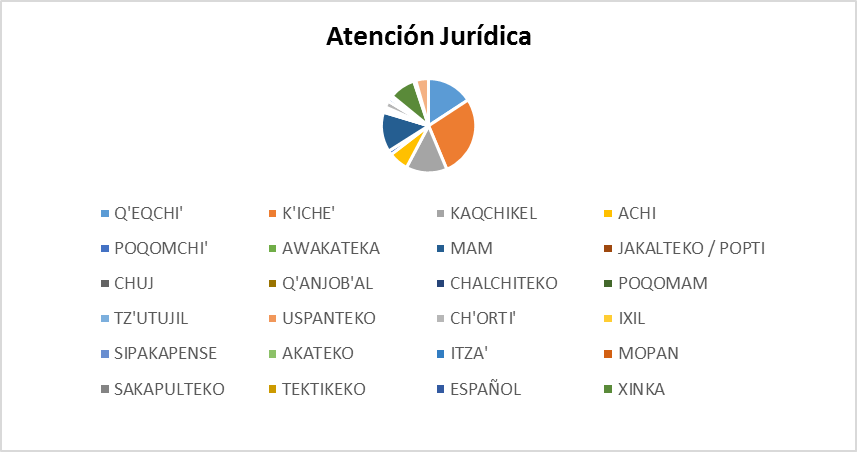 Atención Jurídica
Q'EQCHI' K'ICHE' KAQCHIKEL ACHI
POQOMCHI' AWAKATEKA MAM JAKALTEKO / POPTI
CHUJ Q'ANJOB'AL CHALCHITEKO POQOMAM
TZ'UTUJIL USPANTEKO CH'ORTI' IXIL
SIPAKAPENSE AKATEKO ITZA' MOPAN
SAKAPULTEKO TEKTIKEKO ESPAÑOL XINKA